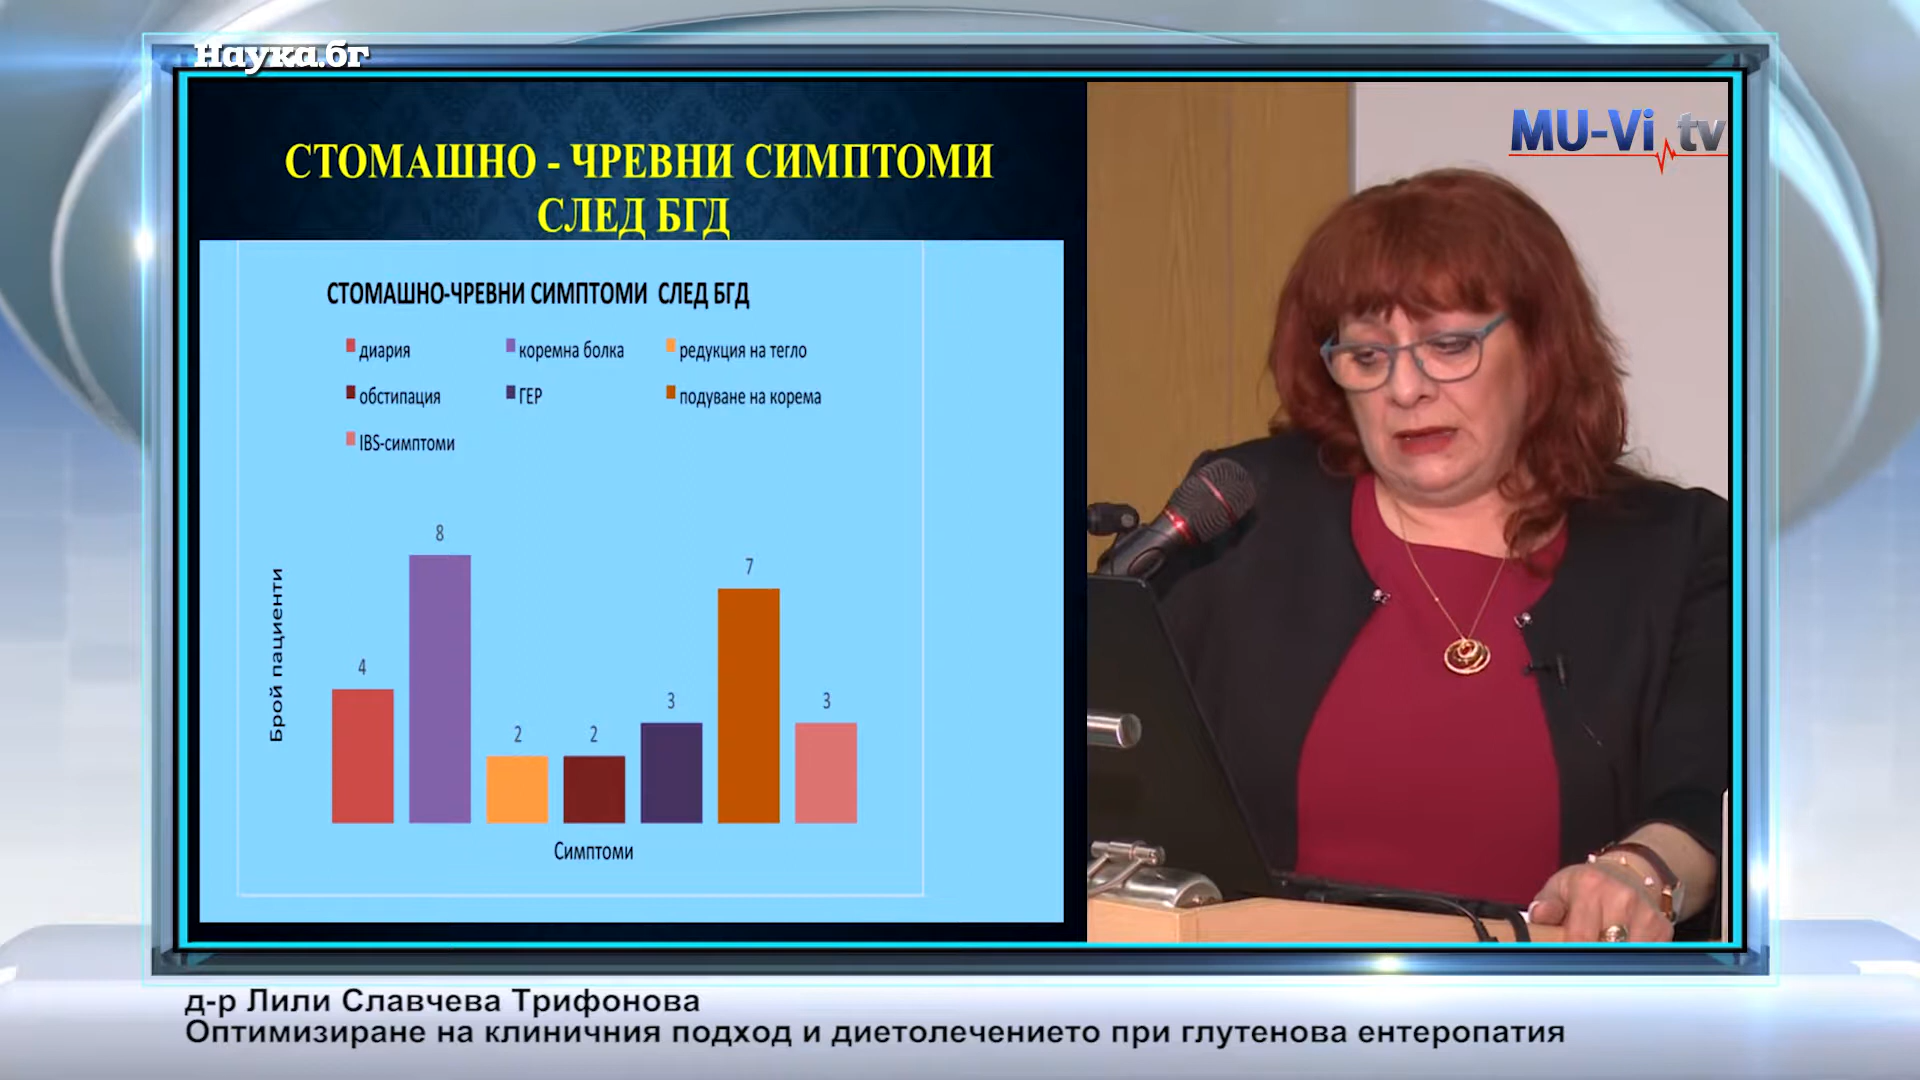 Наука.бг
MU-Vi tv
СТОМАШНО - ЧРЕВНИ СИМПТОМИ
СЛЕД БГД
СТОМАШНО-ЧРЕВНИ СИМПТОМИ СЛЕД БГД
диария
коремна болка
редукция на тегло
обстипация
ГЕР
подуване на корема
IBS-симптоми
Брой пациенти
4
8
2
2
3
7
3
Симптоми
д-р Лили Славчева Трифонова
Оптимизиране на клиничния подход и диетолечението при глутенова ентеропатия